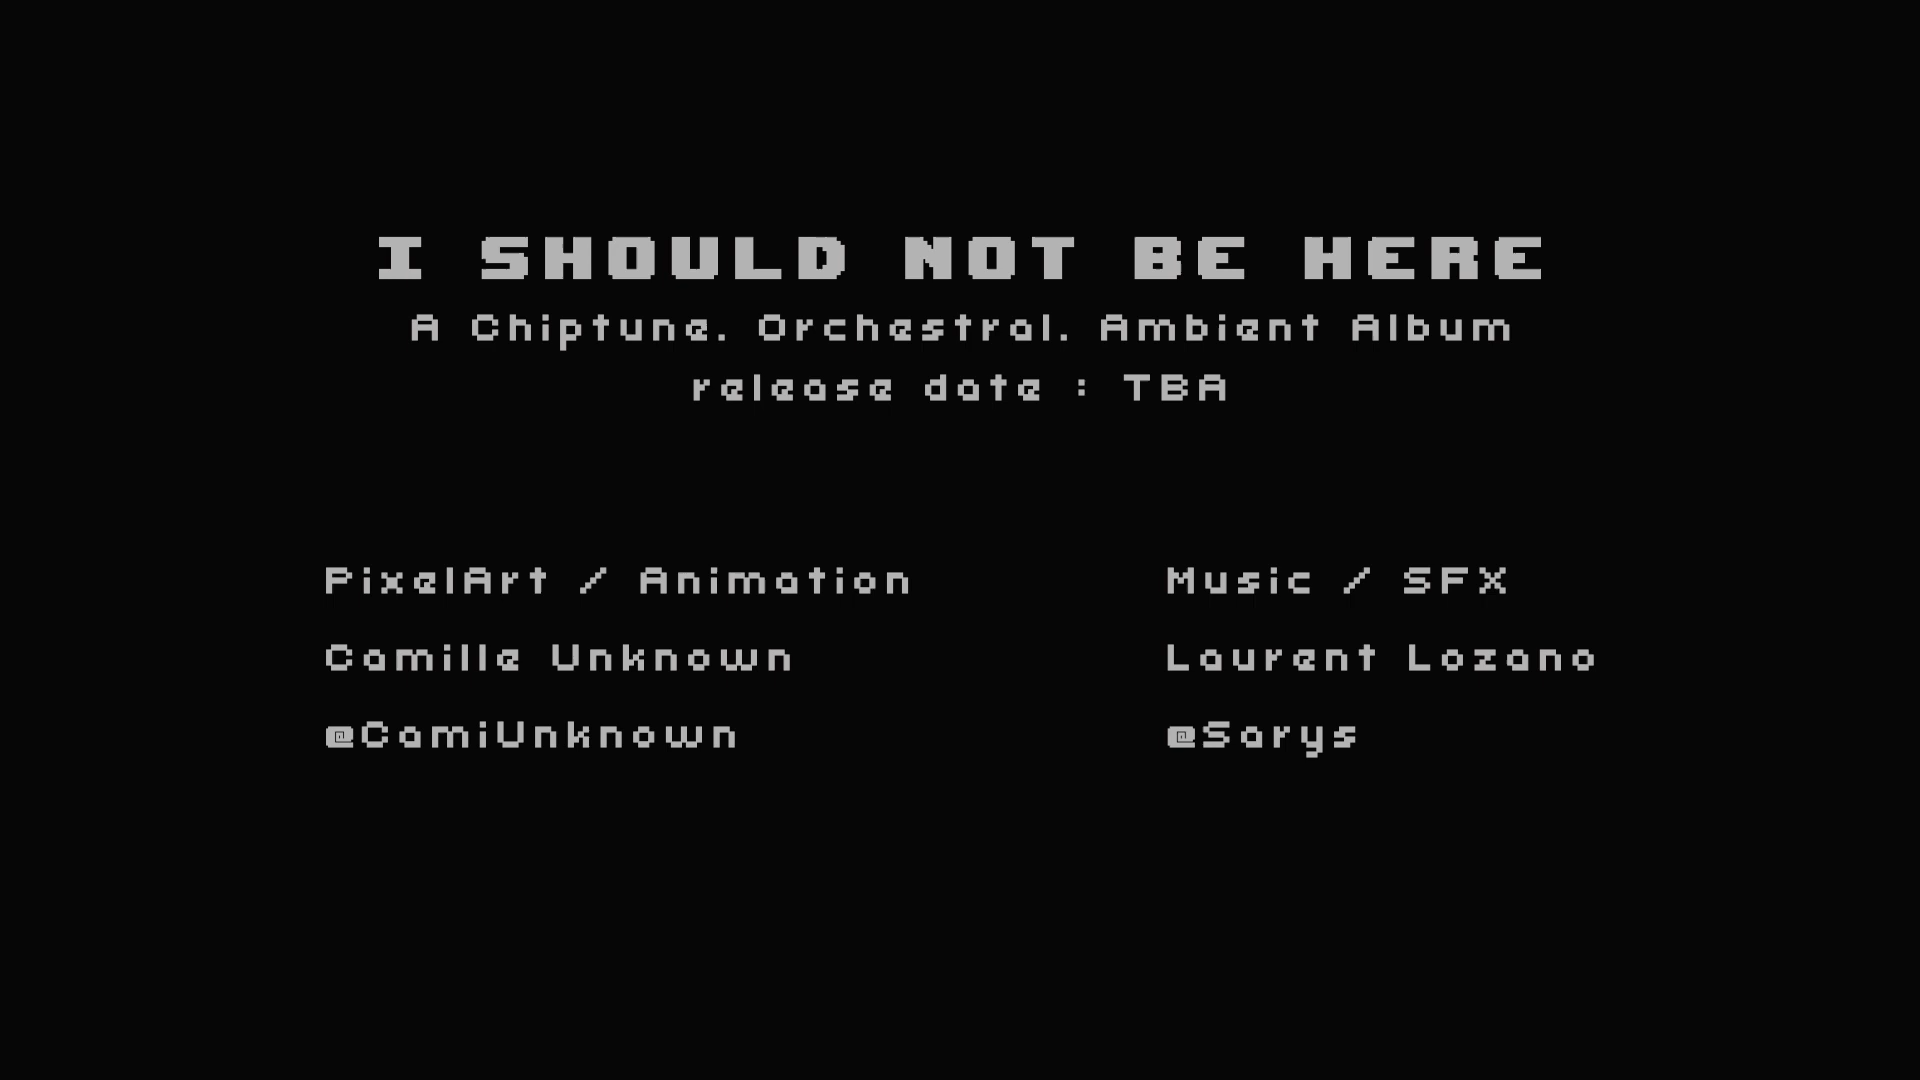 I SHOULD NOT BE HERE
A Chiptune. Orchestral. Ambient Album
release date : TBA
PixelArt / Animation
Camille Unknown
@CamiUnknown
Music / SFX
Laurent Lozano
@Sarys